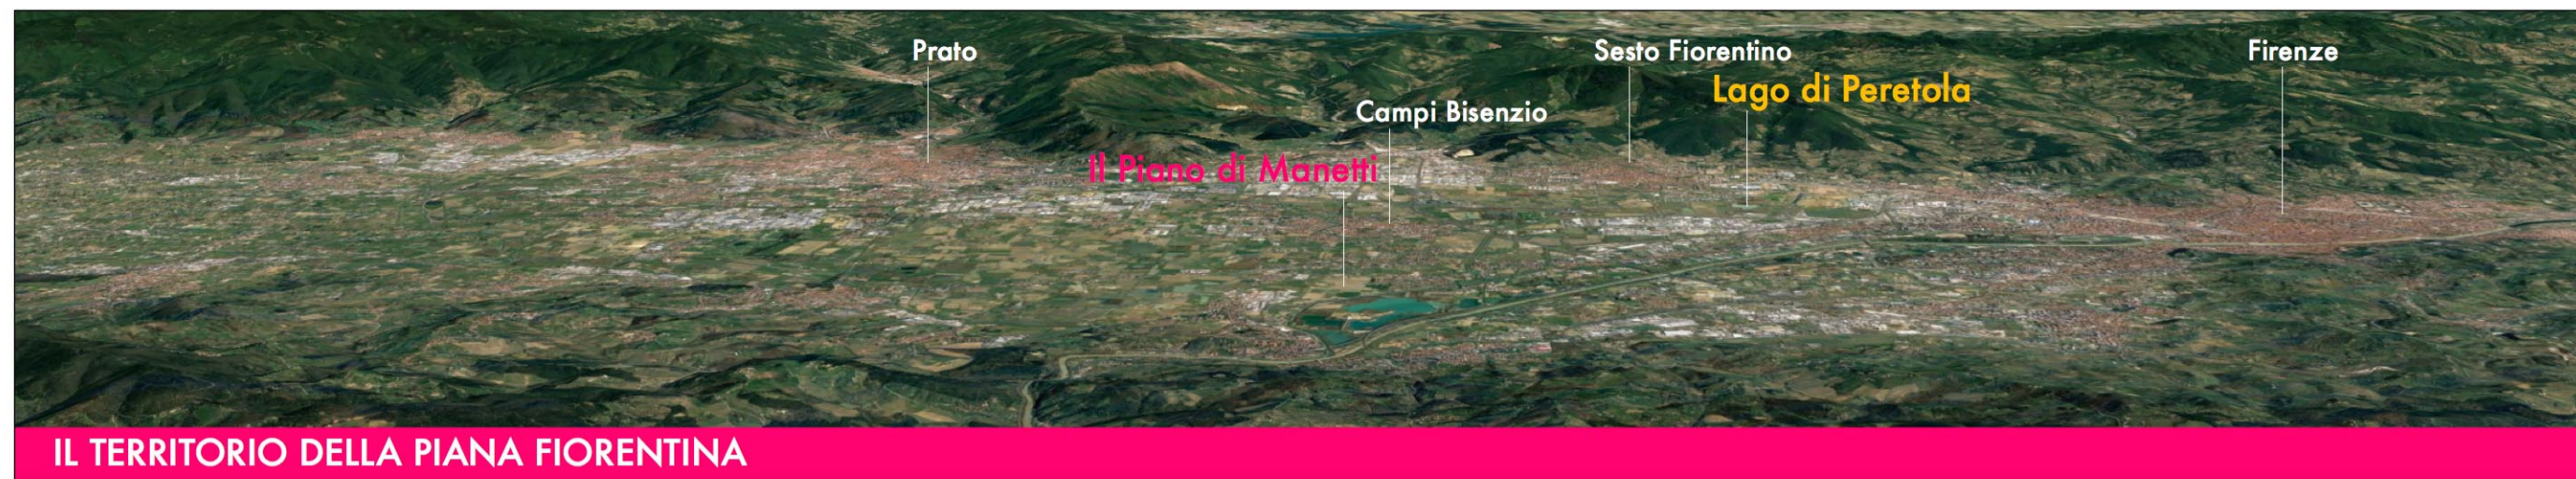 Prato
Sesto Fiorentino
Firenze
Lago di Peretola
Campi Bisenzio
Il Piano di Manetti
IL TERRITORIO DELLA PIANA FIORENTINA